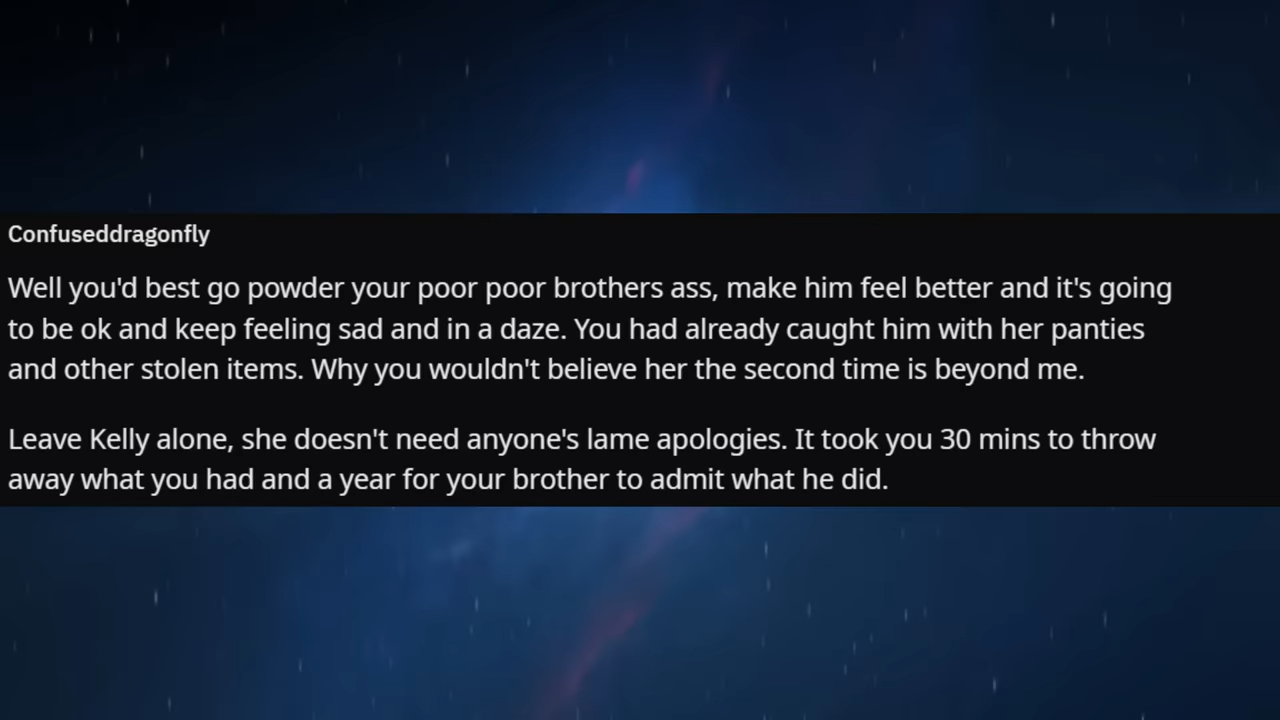 Confuseddragonfly
Well you'd best go powder your poor poor brothers ass, make him feel better and it's going
to be ok and keep feeling sad and in a daze. You had already caught him with her panties
and other stolen items. Why you wouldn't believe her the second time is beyond me.
Leave Kelly alone, she doesn't need anyone's lame apologies. It took you 30 mins to throw
away what you had and a year for your brother to admit what he did.